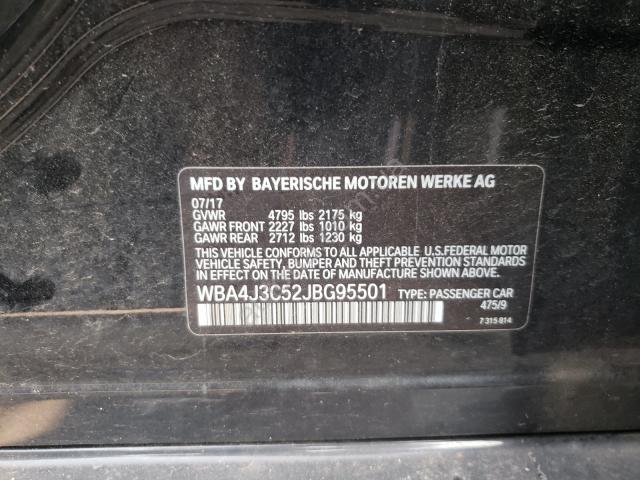 MFD BY BAYERISCHE MOTOREN WERKE AG
07/17
GVWR 4795 lbs 2175 kg
GAWR FRONT 2227 lbs 1010 kg
GAWR REAR 2712 lbs 1230 kg
THIS VEHICLE CONFORMS TO ALL APPLICABLE U.S.FEDERAL MOTOR
VEHICLE SAFETY, BUMPER, AND THEFT PREVENTION STANDARDS
IN EFFECT ON THE DATE OF MANUFACTURE SHOWN ABOVE.
WBA4J3C52JBG95501 TYPE: PASSENGER CAR
475/9
7 315 814